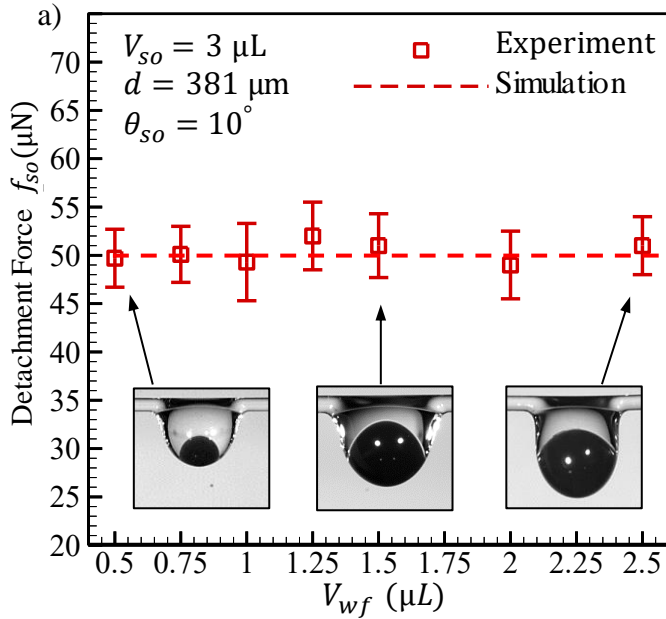 a)
V_so = 3 μL
d = 381 μm
θ_so = 10°
Experiment
Simulation
Detachment Force f_so (μN)
75
70
65
60
55
50
45
40
35
30
25
20
0.5 0.75 1 1.25 1.5 1.75 2 2.25 2.5
V_wf (μL)